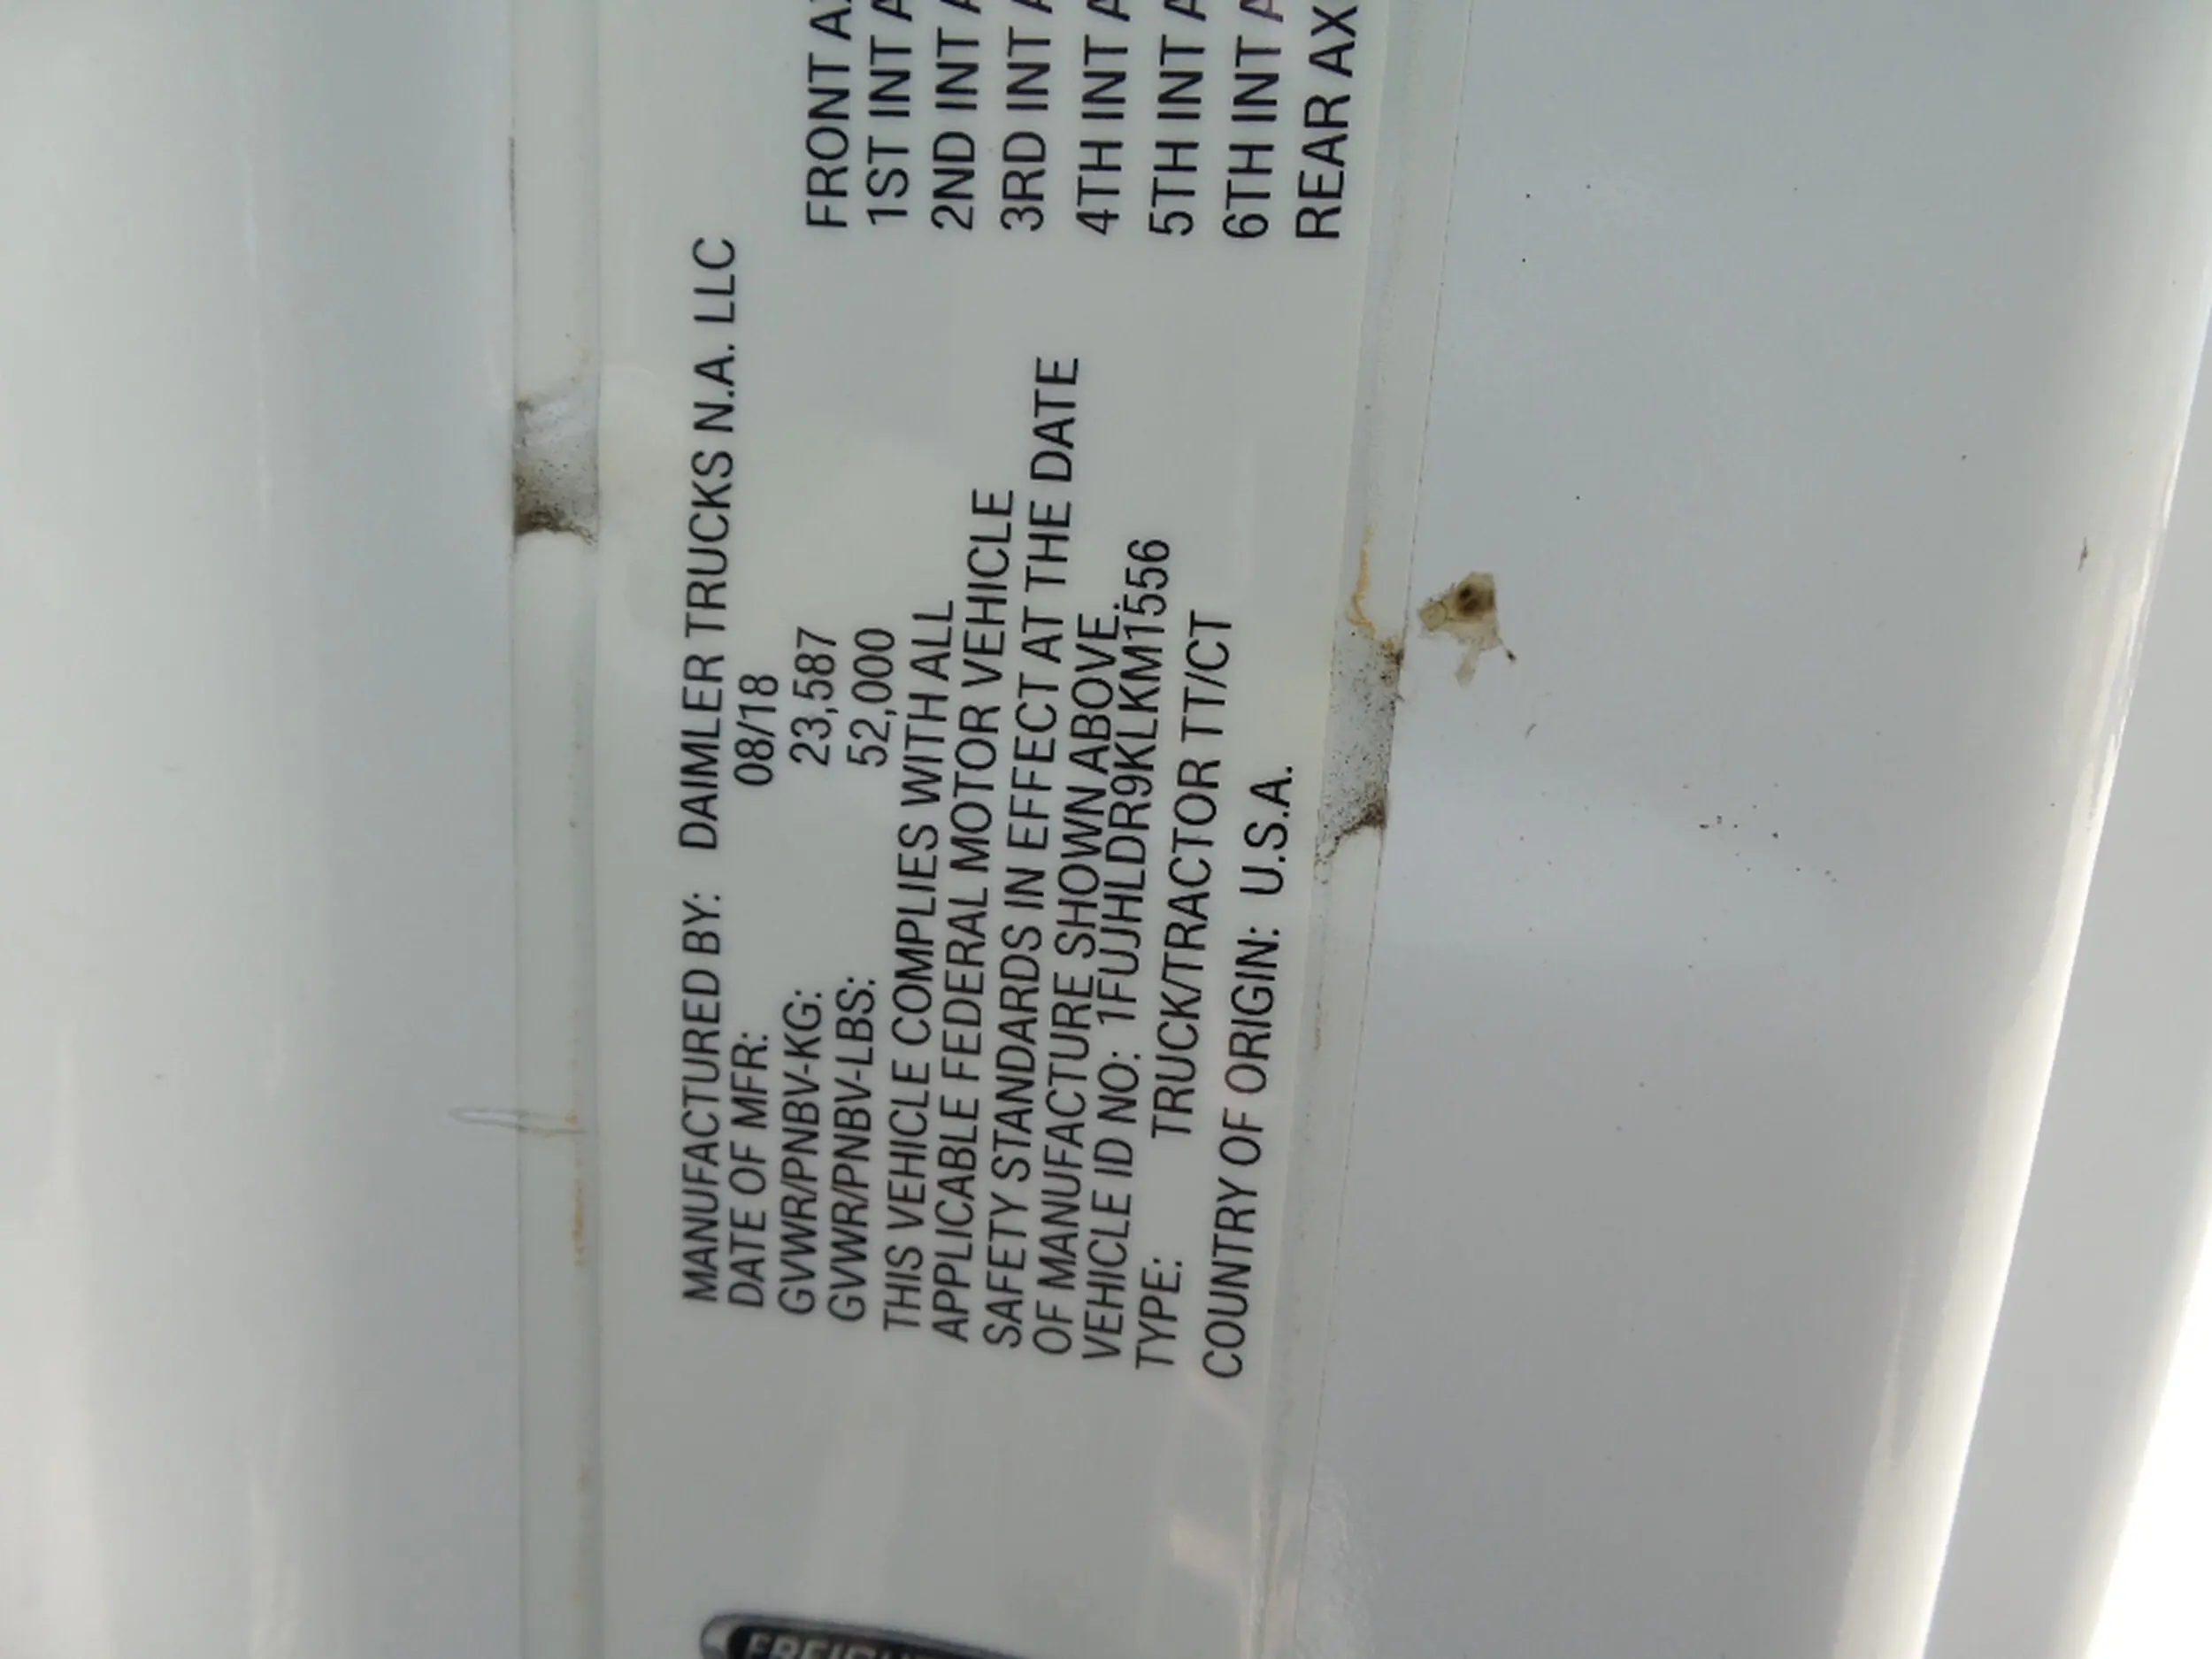 MANUFACTURED BY: DAIMLER TRUCKS N.A. LLC
DATE OF MFR: 08/18
GVWR/PNBV-KG: 23,587
GVWR/PNBV-LBS: 52,000
THIS VEHICLE COMPLIES WITH ALL
APPLICABLE FEDERAL MOTOR VEHICLE
SAFETY STANDARDS IN EFFECT AT THE DATE
OF MANUFACTURE SHOWN ABOVE.
VEHICLE ID NO: 1FUJHLDR9KLKM1556
TYPE: TRUCK/TRACTOR TT/CT
COUNTRY OF ORIGIN: U.S.A.
FRONT A
1ST INT A
2ND INT A
3RD INT A
4TH INT A
5TH INT A
6TH INT A
REAR AX